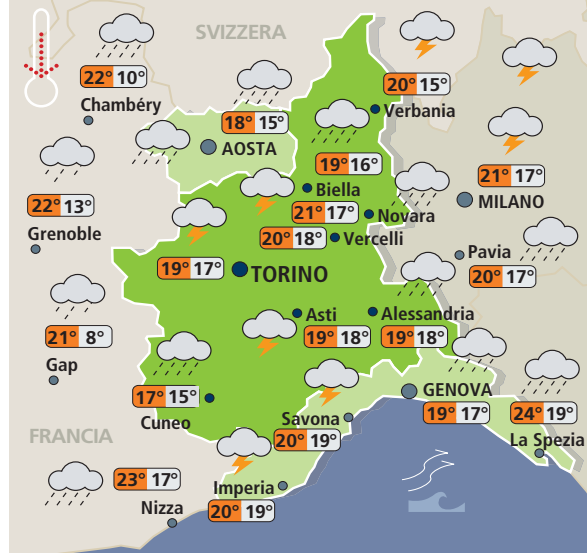 SVIZZERA
22° 10°
Chambéry
20° 15°
Verbania
18° 15°
AOSTA
19° 16°
Biella
21° 17°
MILANO
22° 13°
Grenoble
21° 17°
Novara
20° 18°
Vercelli
19° 17°
TORINO
Pavia
20° 17°
21° 8°
Gap
Asti
19° 18°
Alessandria
19° 18°
17° 15°
Cuneo
GENOVA
19° 17°
24° 19°
La Spezia
Savona
20° 19°
FRANCIA
23° 17°
Nizza
Imperia
20° 19°